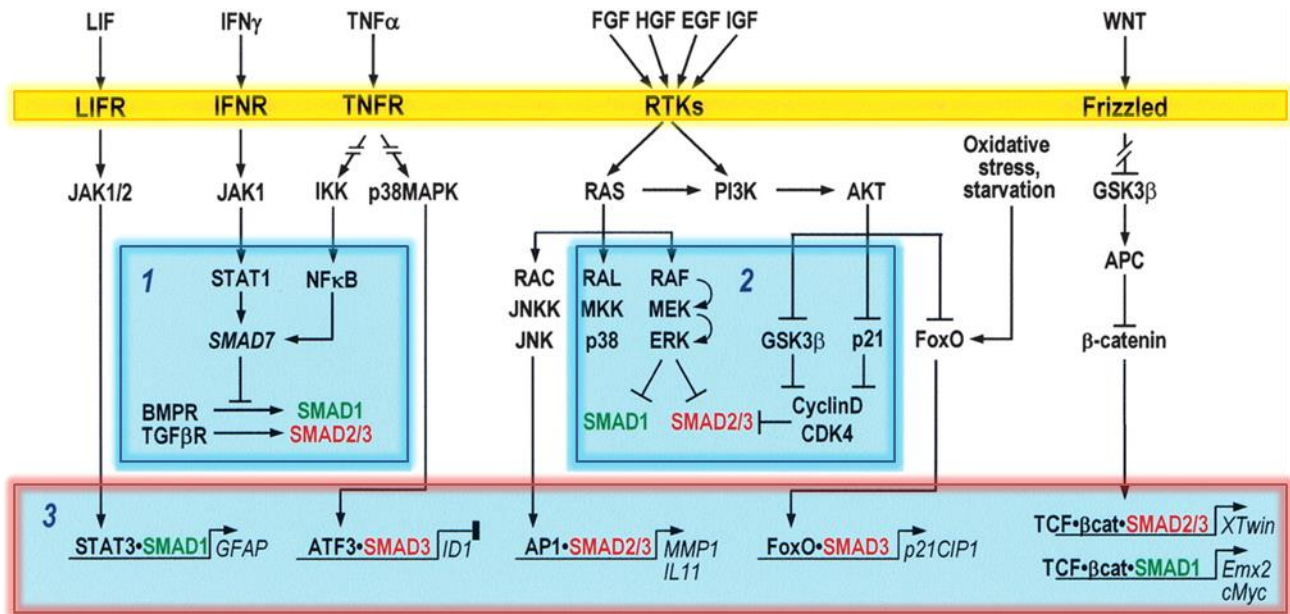 LIF IFNγ TNFα FGF HGF EGF IGF WNT
LIFR IFNR TNFR RTKs Frizzled
Oxidative
stress,
starvation
JAK1/2 JAK1 IKK p38MAPK RAS PI3K AKT GSK3β
1 STAT1 NFκB RAC RAL RAF 2 APC
JNKK MKK MEK
SMAD7 JNK p38 ERK GSK3β p21 FoxO β-catenin
BMPR SMAD1 SMAD1 SMAD2/3 CyclinD
TGFβR SMAD2/3 CDK4
3
STAT3•SMAD1 GFAP ATF3•SMAD3 ID1 AP1•SMAD2/3 MMP1 FoxO•SMAD3 p21CIP1 TCF•βcat•SMAD2/3 XTwin
IL11
TCF•βcat•SMAD1 Emx2
cMyc